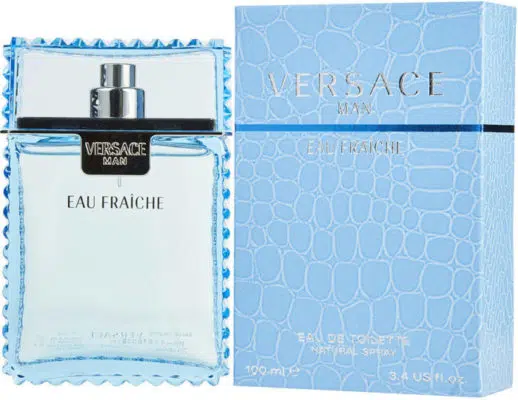 VERSACE
MAN
EAU FRAÎCHE
VERSACE
MAN
EAU FRAÎCHE
EAU DE TOILETTE
NATURAL SPRAY
100 ml e 3.4 US fl.oz.